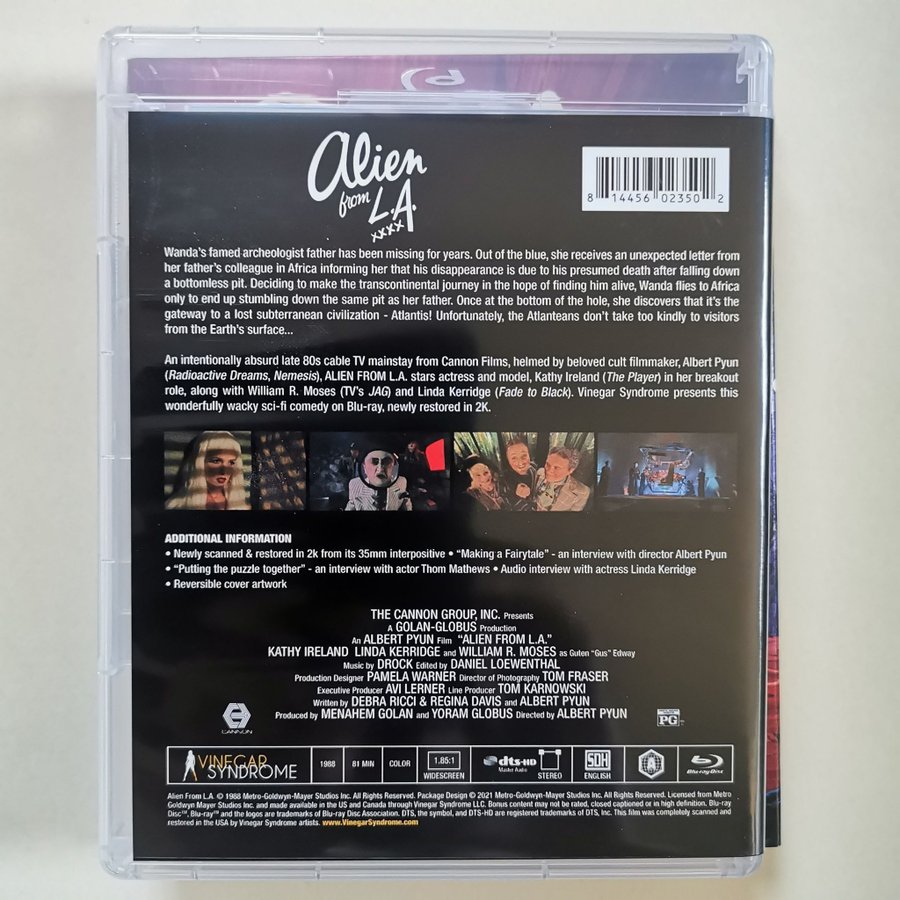 Alien
from L.A.
xxxx
8 14456 02350 2
Wanda's famed archeologist father has been missing for years. Out of the blue, she receives an unexpected letter from
her father's colleague in Africa informing her that his disappearance is due to his presumed death after falling down
a bottomless pit. Deciding to make the transcontinental journey in the hope of finding him alive, Wanda flies to Africa
only to end up stumbling down the same pit as her father. Once at the bottom of the hole, she discovers that it's the
gateway to a lost subterranean civilization - Atlantis! Unfortunately, the Atlanteans don't take too kindly to visitors
from the Earth's surface...
An intentionally absurd late 80s cable TV mainstay from Cannon Films, helmed by beloved cult filmmaker, Albert Pyun
(Radioactive Dreams, Nemesis), ALIEN FROM L.A. stars actress and model, Kathy Ireland (The Player) in her breakout
role, along with William R. Moses (TV's JAG) and Linda Kerridge (Fade to Black). Vinegar Syndrome presents this
wonderfully wacky sci-fi comedy on Blu-ray, newly restored in 2K.
ADDITIONAL INFORMATION
• Newly scanned & restored in 2k from its 35mm interpositive • "Making a Fairytale" - an interview with director Albert Pyun
• "Putting the puzzle together" - an interview with actor Thom Mathews • Audio interview with actress Linda Kerridge
• Reversible cover artwork
THE CANNON GROUP, INC. Presents
A GOLAN-GLOBUS Production
An ALBERT PYUN Film "ALIEN FROM L.A."
KATHY IRELAND LINDA KERRIDGE and WILLIAM R. MOSES as Guten "Gus" Edway
Music by DROCK Edited by DANIEL LOEWENTHAL
Production Designer PAMELA WARNER Director of Photography TOM FRASER
Executive Producer AVI LERNER Line Producer TOM KARNOWSKI
Written by DEBRA RICCI & REGINA DAVIS and ALBERT PYUN
Produced by MENAHEM GOLAN and YORAM GLOBUS Directed by ALBERT PYUN
CANNON
PG
VINEGAR
SYNDROME
1988
81 MIN
COLOR
1.85:1
WIDESCREEN
dts-HD
Master Audio
STEREO
SDH
ENGLISH
A
Blu-ray Disc
Alien From L.A. © 1988 Metro-Goldwyn-Mayer Studios Inc. All Rights Reserved. Package Design © 2021 Metro-Goldwyn-Mayer Studios Inc. All Rights Reserved. Licensed from Metro
Goldwyn Mayer Studios Inc. and made available in the US and Canada through Vinegar Syndrome LLC. Bonus content may not be rated, closed captioned or in high definition. Blu-ray
Disc™, Blu-ray™ and the logos are trademarks of Blu-ray Disc Association. DTS, the symbol, and DTS-HD are registered trademarks of DTS, Inc. This film was completely scanned and
restored in the USA by Vinegar Syndrome artists. www.VinegarSyndrome.com